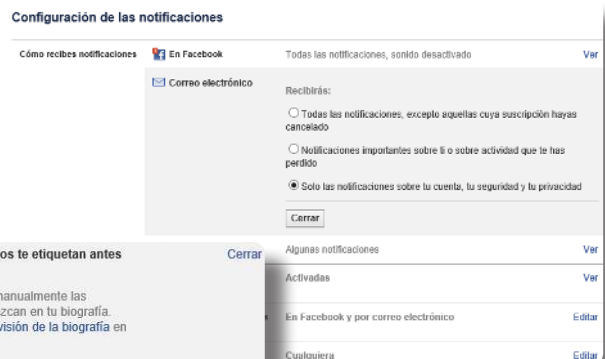 Configuración de las notificaciones
Cómo recibes notificaciones En Facebook Todas las notificaciones, sonido desactivado Ver
Correo electrónico
Recibirás:
Todas las notificaciones, excepto aquellas cuya suscripción hayas
cancelado
Notificaciones importantes sobre ti o sobre actividad que te has
perdido
Solo las notificaciones sobre tu cuenta, tu seguridad y tu privacidad
Cerrar
Algunas notificaciones Ver
Activadas Ver
En Facebook y por correo electrónico Editar
Cualquiera Editar
os te etiquetan antes Cerrar
manualmente las
zcan en tu biografía.
visión de la biografía en